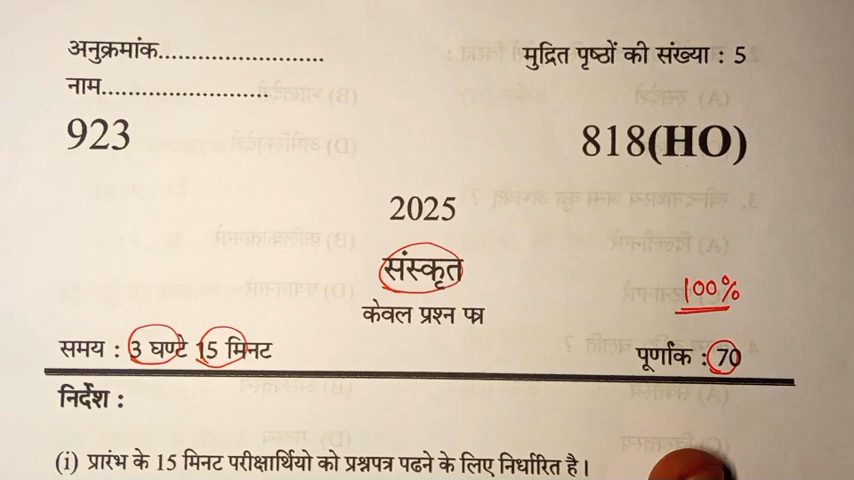 अनुक्रमांक........................
मुद्रित पृष्ठों की संख्या : 5
नाम........................
923
818(HO)
2025
संस्कृत
100%
केवल प्रश्न पत्र
समय : 3 घण्टे 15 मिनट
पूर्णांक : 70
निर्देश :
(i) प्रारंभ के 15 मिनट परीक्षार्थियो को प्रश्नपत्र पढने के लिए निर्धारित है।